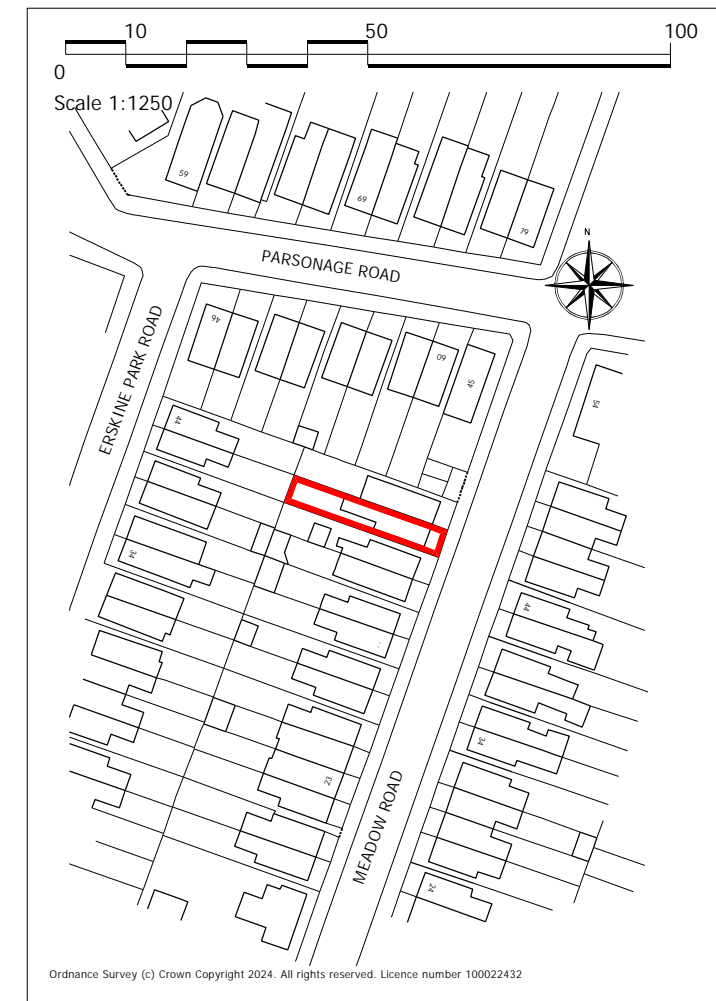 10 50 100
0
Scale 1:1250
59
69
79
N
PARSONAGE ROAD
46
60
45
ERSKINE PARK ROAD
54
44
34
44
34
23
MEADOW ROAD
24
Ordnance Survey (c) Crown Copyright 2024. All rights reserved. Licence number 100022432